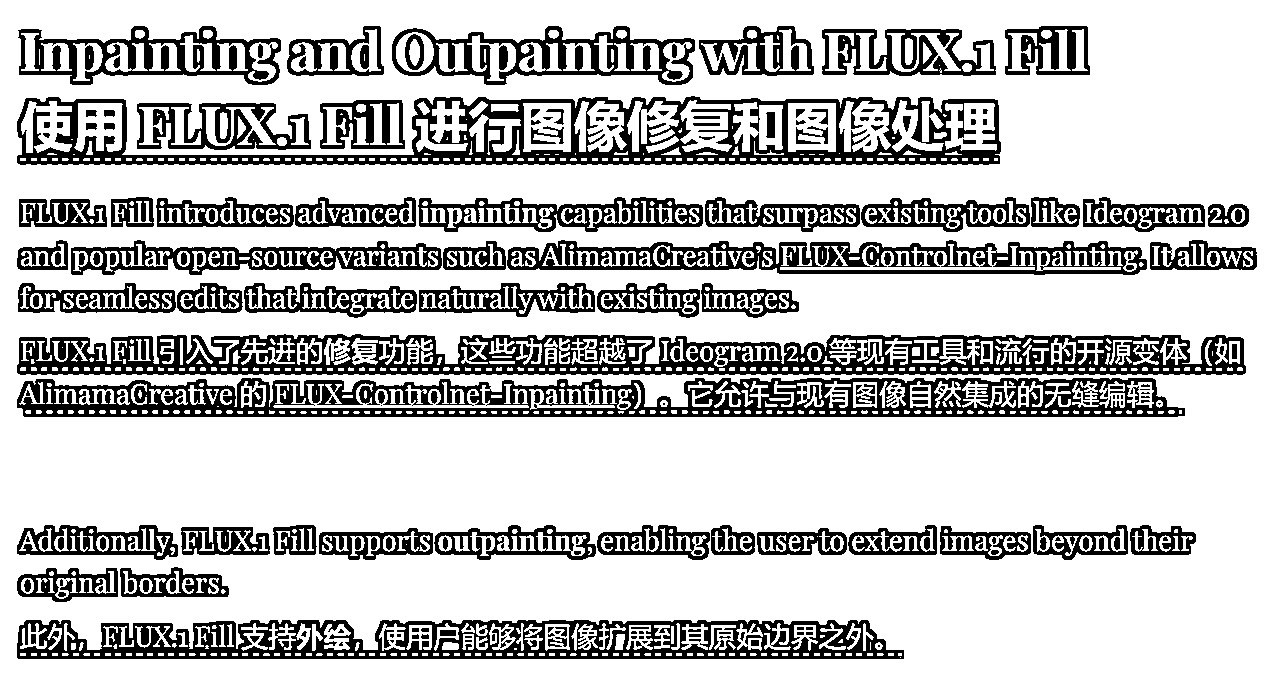 Inpainting and Outpainting with FLUX.1 Fill
使用 FLUX.1 Fill 进行图像修复和图像处理
FLUX.1 Fill introduces advanced inpainting capabilities that surpass existing tools like Ideogram 2.0
and popular open-source variants such as AlimamaCreative's FLUX-Controlnet-Inpainting. It allows
for seamless edits that integrate naturally with existing images.
FLUX.1 Fill 引入了先进的修复功能，这些功能超越了 Ideogram 2.0 等现有工具和流行的开源变体（如
AlimamaCreative 的 FLUX-Controlnet-Inpainting）。它允许与现有图像自然集成的无缝编辑。
Additionally, FLUX.1 Fill supports outpainting, enabling the user to extend images beyond their
original borders.
此外，FLUX.1 Fill 支持外绘，使用户能够将图像扩展到其原始边界之外。